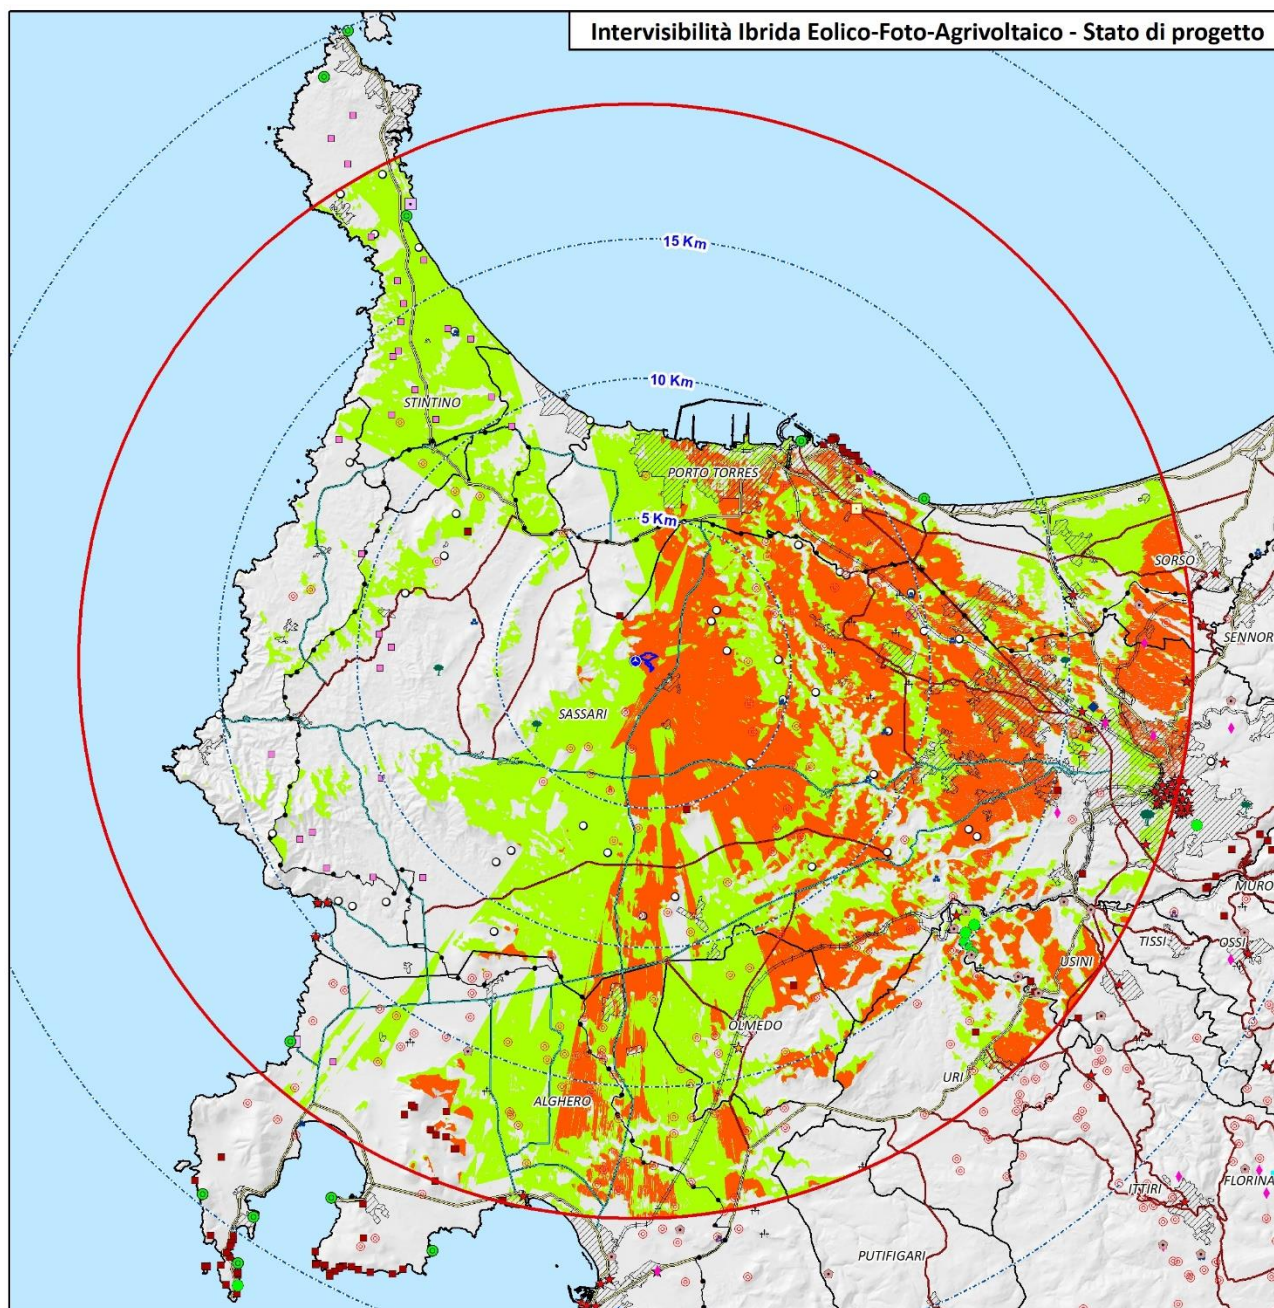 Intervisibilità Ibrida Eolico-Foto-Agrivoltaico - Stato di progetto
15 Km
10 Km
STINTINO
PORTO TORRES
5 Km
SORSO
SENNOR
SASSARI
MURO
TISSI
OSSI
USINI
OLMEDO
URI
ALGHERO
ITTIRI
FLORINA
PUTIFIGARI